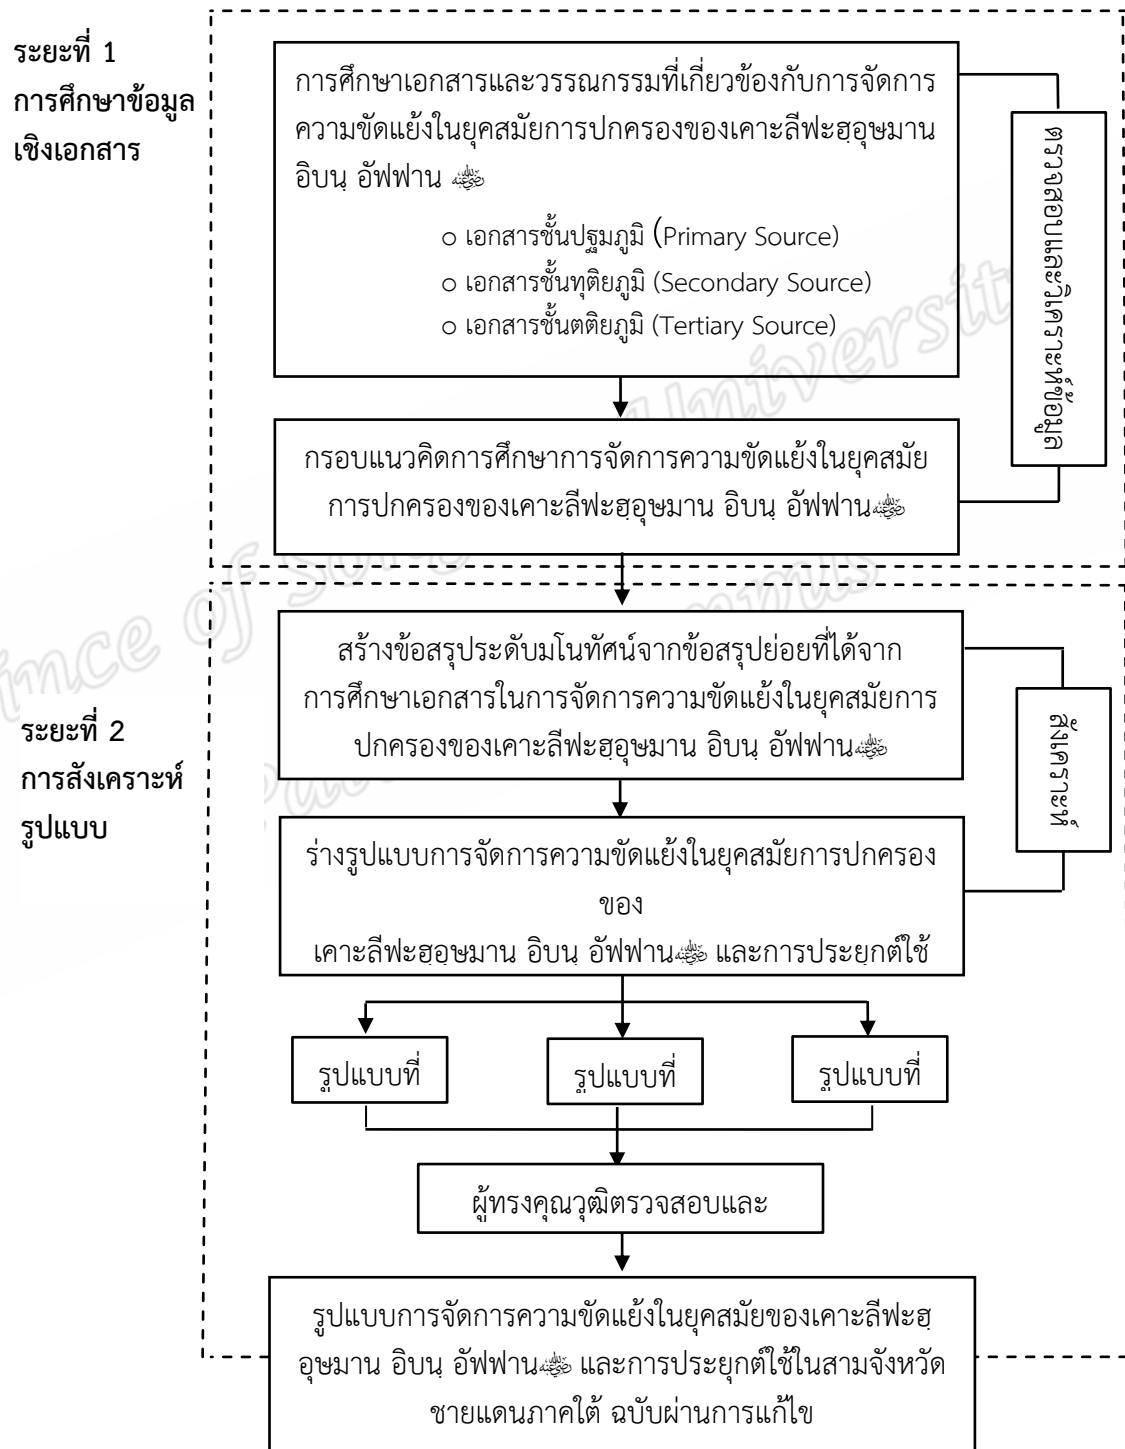 ระยะที่ 1
การศึกษาข้อมูล
เชิงเอกสาร
การศึกษาเอกสารและวรรณกรรมที่เกี่ยวข้องกับการจัดการ
ความขัดแย้งในยุคสมัยการปกครองของเคาะลีฟะฮฺอุษมาน
อิบนฺ อัฟฟาน
o เอกสารชั้นปฐมภูมิ (Primary Source)
o เอกสารชั้นทุติยภูมิ (Secondary Source)
o เอกสารชั้นตติยภูมิ (Tertiary Source)
ตรวจสอบและวิเคราะห์ข้อมูล
กรอบแนวคิดการศึกษาการจัดการความขัดแย้งในยุคสมัย
การปกครองของเคาะลีฟะฮฺอุษมาน อิบนฺ อัฟฟาน
ระยะที่ 2
การสังเคราะห์
รูปแบบ
สร้างข้อสรุประดับมโนทัศน์จากข้อสรุปย่อยที่ได้จาก
การศึกษาเอกสารในการจัดการความขัดแย้งในยุคสมัยการ
ปกครองของเคาะลีฟะฮฺอุษมาน อิบนฺ อัฟฟาน
สังเคราะห์
ร่างรูปแบบการจัดการความขัดแย้งในยุคสมัยการปกครอง
ของ
เคาะลีฟะฮฺอุษมาน อิบนฺ อัฟฟาน และการประยุกต์ใช้
รูปแบบที่
รูปแบบที่
รูปแบบที่
ผู้ทรงคุณวุฒิตรวจสอบและ
รูปแบบการจัดการความขัดแย้งในยุคสมัยของเคาะลีฟะฮฺ
อุษมาน อิบนฺ อัฟฟาน และการประยุกต์ใช้ในสามจังหวัด
ชายแดนภาคใต้ ฉบับผ่านการแก้ไข